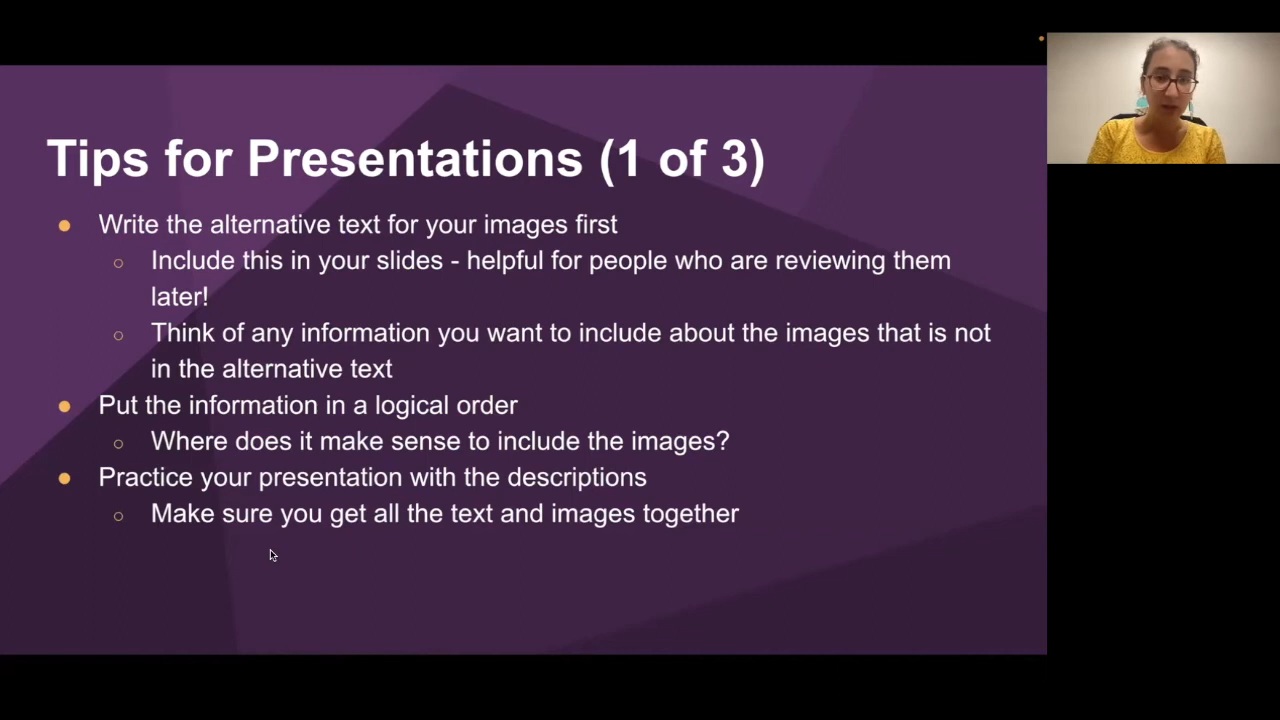 Tips for Presentations (1 of 3)
● Write the alternative text for your images first
○ Include this in your slides - helpful for people who are reviewing them
later!
○ Think of any information you want to include about the images that is not
in the alternative text
● Put the information in a logical order
○ Where does it make sense to include the images?
● Practice your presentation with the descriptions
○ Make sure you get all the text and images together